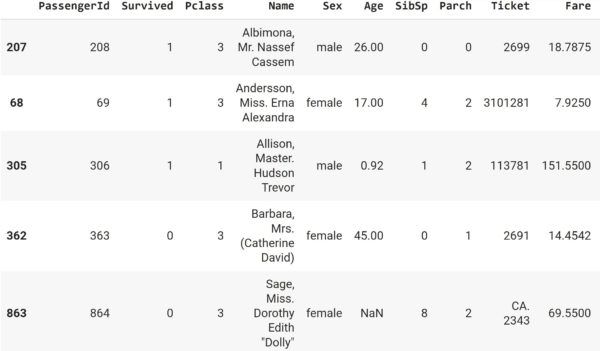 PassengerId Survived Pclass Name Sex Age SibSp Parch Ticket Fare
207 208 1 3 Albimona, Mr. Nassef Cassem male 26.00 0 0 2699 18.7875
68 69 1 3 Andersson, Miss. Erna Alexandra female 17.00 4 2 3101281 7.9250
305 306 1 1 Allison, Master. Hudson Trevor male 0.92 1 2 113781 151.5500
362 363 0 3 Barbara, Mrs. (Catherine David) female 45.00 0 1 2691 14.4542
863 864 0 3 Sage, Miss. Dorothy Edith "Dolly" female NaN 8 2 CA. 2343 69.5500